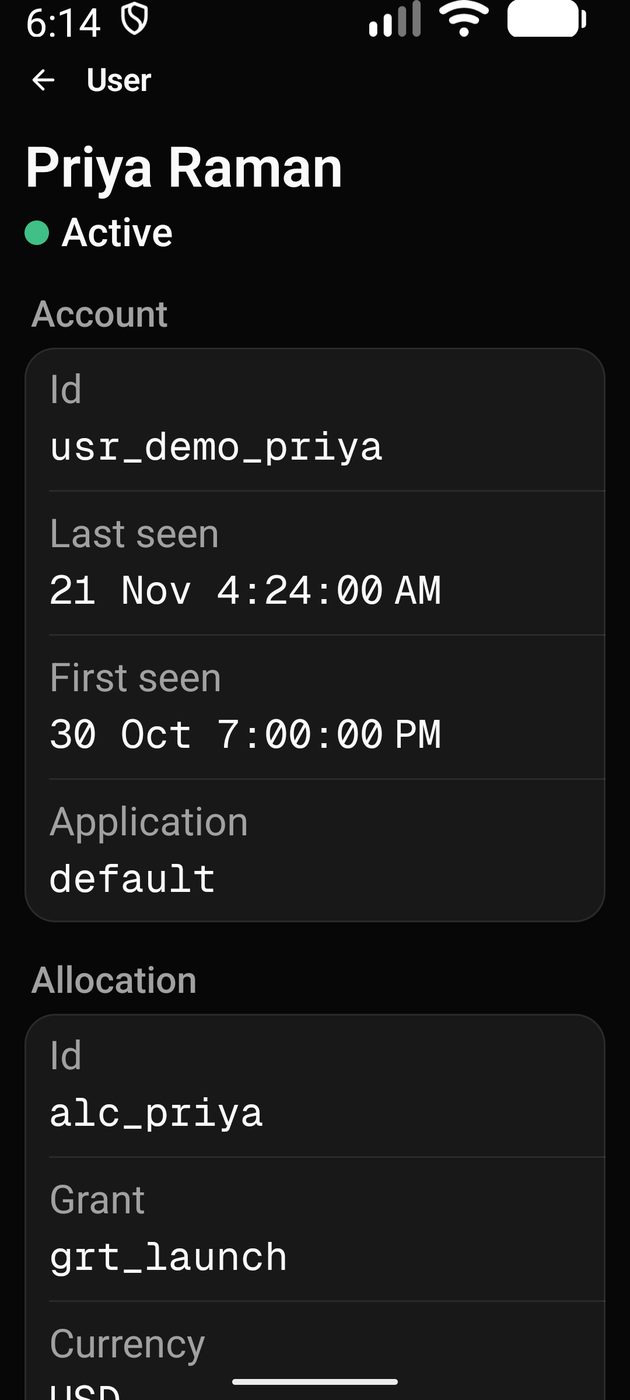 6:14
User
Priya Raman
Active
Account
Id
usr_demo_priya
Last seen
21 Nov 4:24:00 AM
First seen
30 Oct 7:00:00 PM
Application
default
Allocation
Id
alc_priya
Grant
grt_launch
Currency
USD